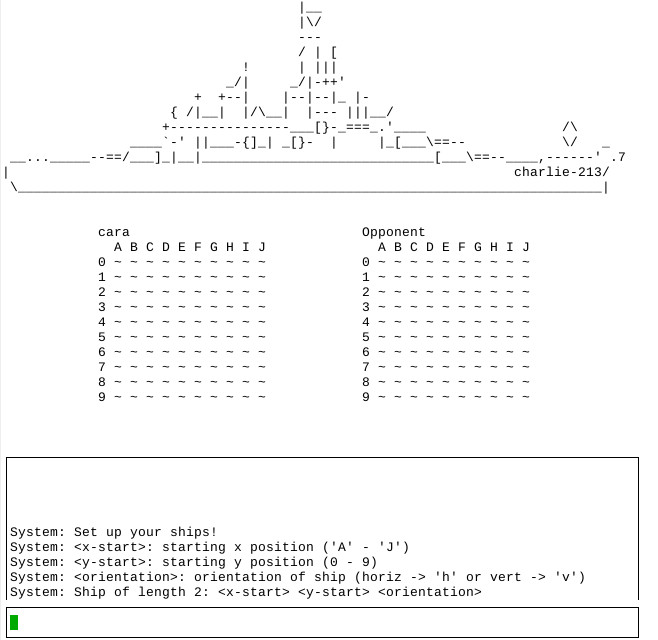 charlie-213/
cara
A B C D E F G H I J
0 ~ ~ ~ ~ ~ ~ ~ ~ ~ ~
1 ~ ~ ~ ~ ~ ~ ~ ~ ~ ~
2 ~ ~ ~ ~ ~ ~ ~ ~ ~ ~
3 ~ ~ ~ ~ ~ ~ ~ ~ ~ ~
4 ~ ~ ~ ~ ~ ~ ~ ~ ~ ~
5 ~ ~ ~ ~ ~ ~ ~ ~ ~ ~
6 ~ ~ ~ ~ ~ ~ ~ ~ ~ ~
7 ~ ~ ~ ~ ~ ~ ~ ~ ~ ~
8 ~ ~ ~ ~ ~ ~ ~ ~ ~ ~
9 ~ ~ ~ ~ ~ ~ ~ ~ ~ ~
Opponent
A B C D E F G H I J
0 ~ ~ ~ ~ ~ ~ ~ ~ ~ ~
1 ~ ~ ~ ~ ~ ~ ~ ~ ~ ~
2 ~ ~ ~ ~ ~ ~ ~ ~ ~ ~
3 ~ ~ ~ ~ ~ ~ ~ ~ ~ ~
4 ~ ~ ~ ~ ~ ~ ~ ~ ~ ~
5 ~ ~ ~ ~ ~ ~ ~ ~ ~ ~
6 ~ ~ ~ ~ ~ ~ ~ ~ ~ ~
7 ~ ~ ~ ~ ~ ~ ~ ~ ~ ~
8 ~ ~ ~ ~ ~ ~ ~ ~ ~ ~
9 ~ ~ ~ ~ ~ ~ ~ ~ ~ ~
System: Set up your ships!
System: <x-start>: starting x position ('A' - 'J')
System: <y-start>: starting y position (0 - 9)
System: <orientation>: orientation of ship (horiz -> 'h' or vert -> 'v')
System: Ship of length 2: <x-start> <y-start> <orientation>